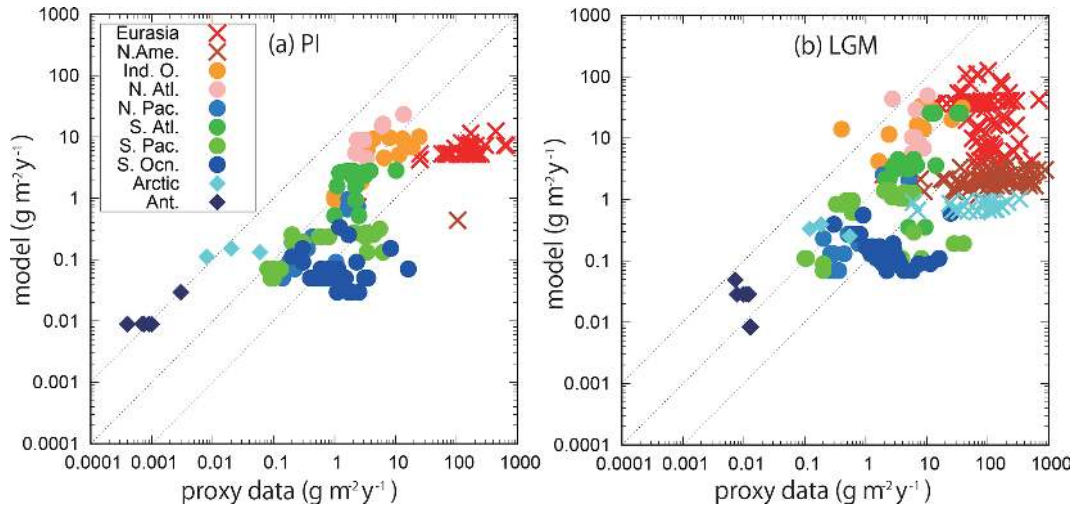 (a) PI
Eurasia
N.Ame.
Ind. O.
N. Atl.
N. Pac.
S. Atl.
S. Pac.
S. Ocn.
Arctic
Ant.
1000
100
10
1
0.1
0.01
0.001
0.0001
model (g m⁻² y⁻¹)
0.0001 0.001 0.01 0.1 1 10 100 1000
proxy data (g m⁻² y⁻¹)
(b) LGM
1000
100
10
1
0.1
0.01
0.001
0.0001
model (g m⁻² y⁻¹)
0.0001 0.001 0.01 0.1 1 10 100 1000
proxy data (g m⁻² y⁻¹)